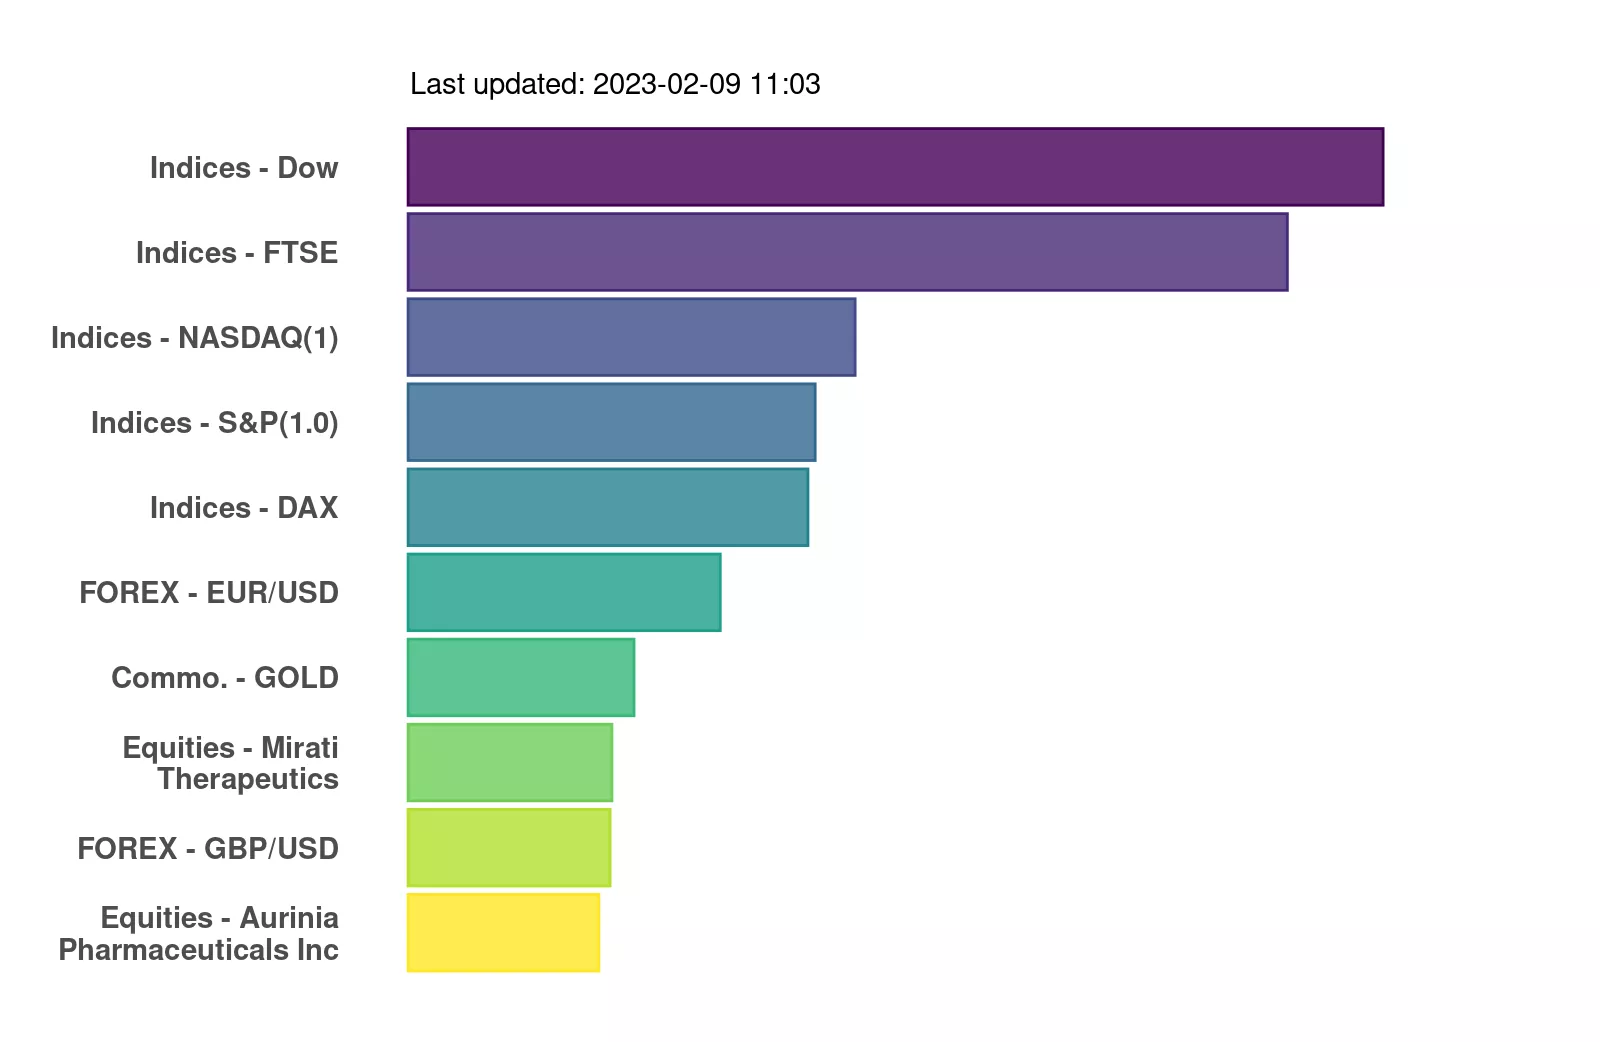 Last updated: 2023-02-09 11:03
Indices - Dow
Indices - FTSE
Indices - NASDAQ(1)
Indices - S&P(1.0)
Indices - DAX
FOREX - EUR/USD
Commo. - GOLD
Equities - Mirati
Therapeutics
FOREX - GBP/USD
Equities - Aurinia
Pharmaceuticals Inc